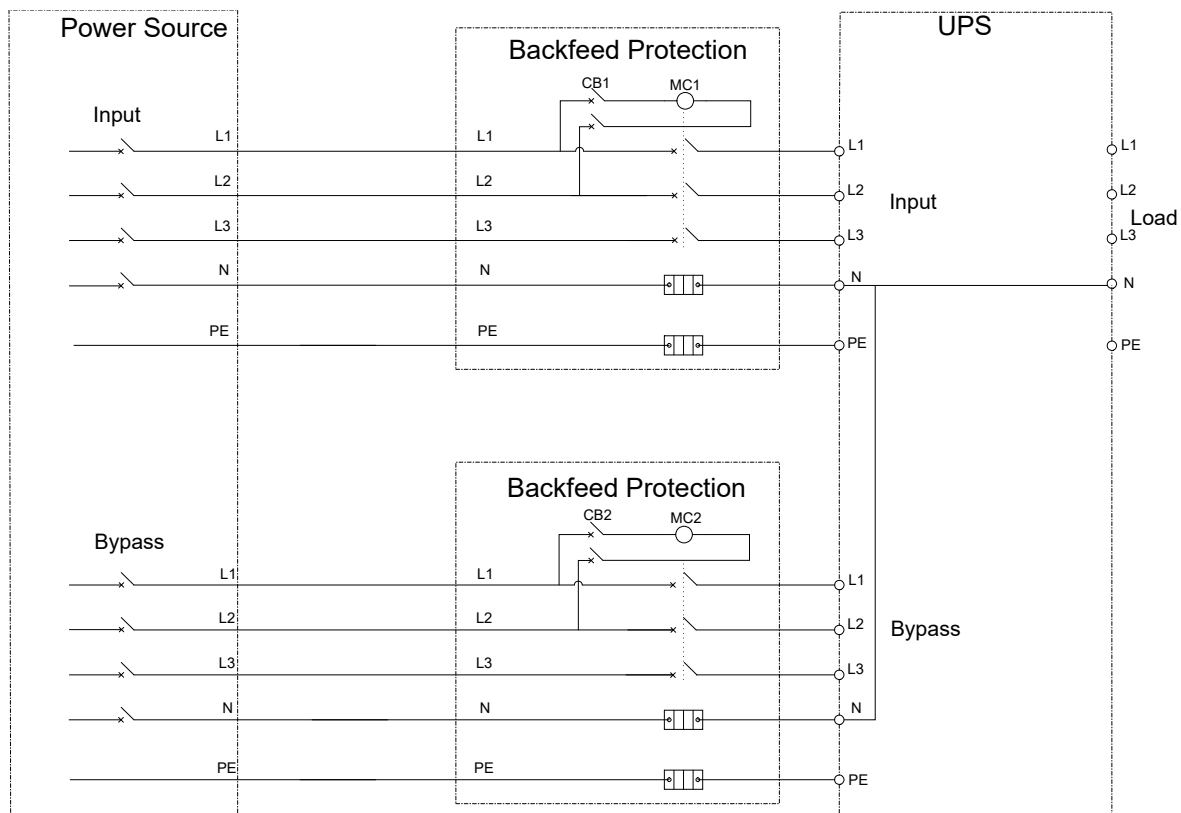 Power Source
UPS
Backfeed Protection
CB1
MC1
Input
L1
L1
L1
L1
L2
L2
L2
L2
Input
Load
L3
L3
L3
L3
N
N
N
N
PE
PE
PE
PE
Backfeed Protection
CB2
MC2
Bypass
L1
L1
L1
L2
L2
L2
Bypass
L3
L3
L3
N
N
N
PE
PE
PE